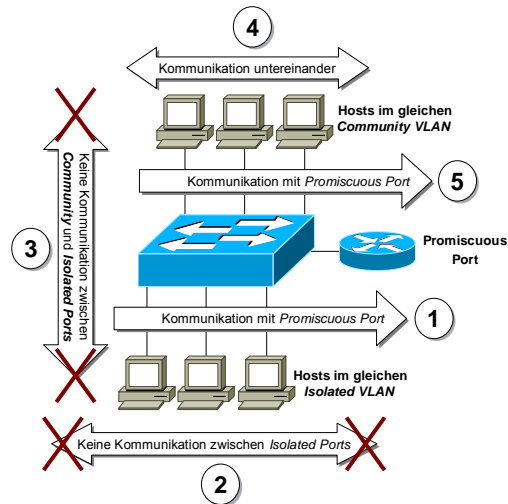 4
Kommunikation untereinander
Hosts im gleichen
Community VLAN
Kommunikation mit Promiscuous Port
5
3
Keine Kommunikation zwischen
Community und Isolated Ports
Promiscuous
Port
Kommunikation mit Promiscuous Port
1
Hosts im gleichen
Isolated VLAN
Keine Kommunikation zwischen Isolated Ports
2